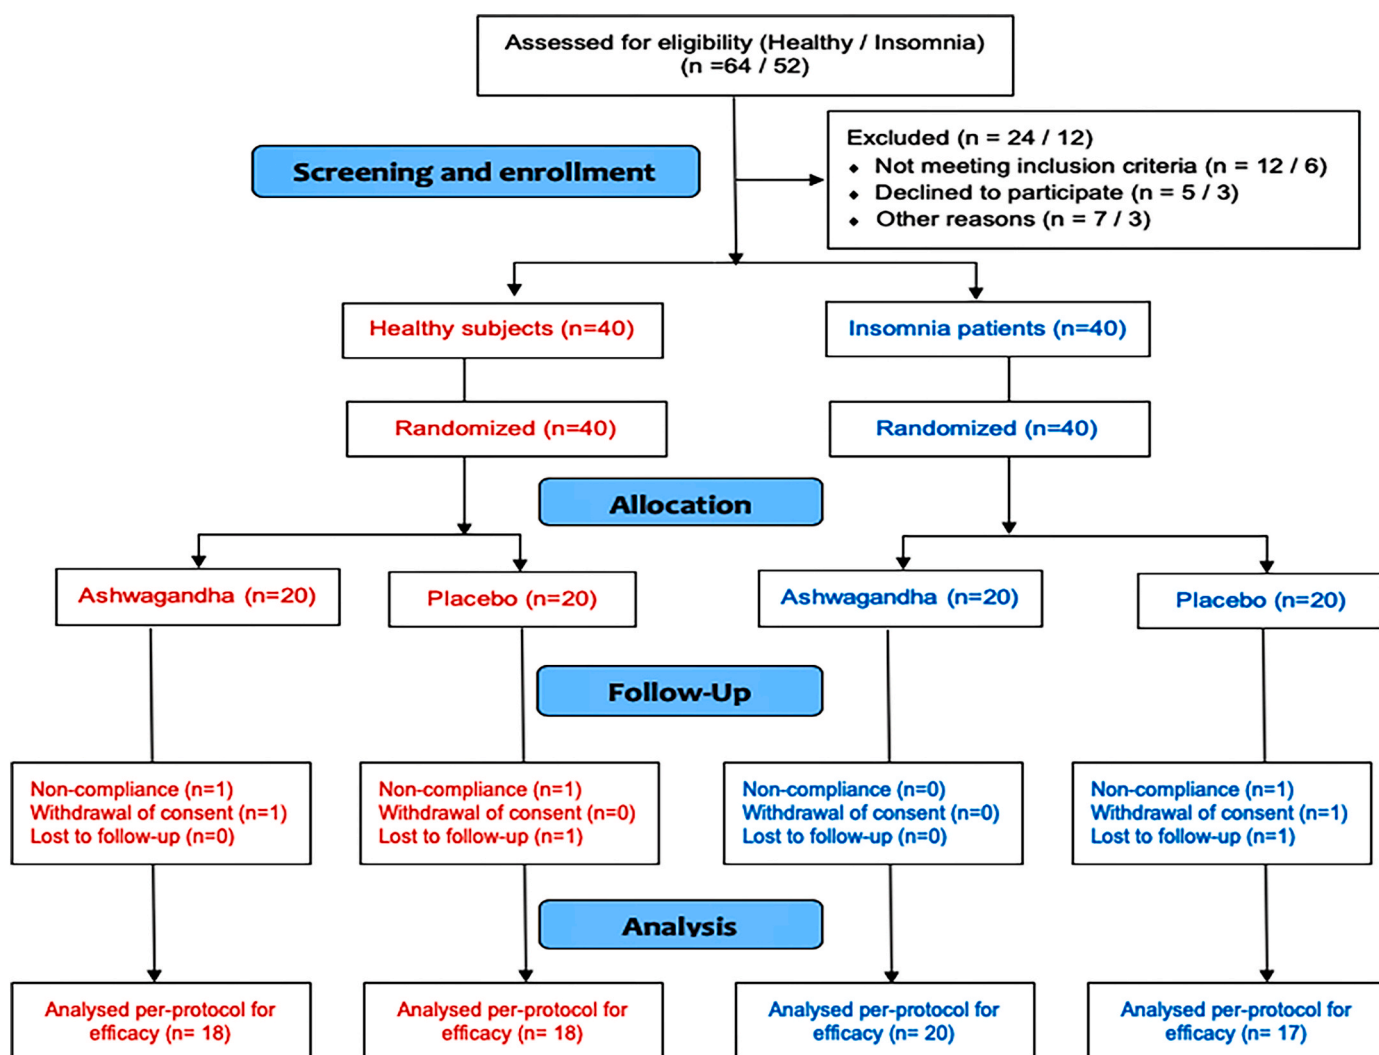 Assessed for eligibility (Healthy / Insomnia)
(n =64 / 52)
Excluded (n = 24 / 12)
⬥ Not meeting inclusion criteria (n = 12 / 6)
⬥ Declined to participate (n = 5 / 3)
⬥ Other reasons (n = 7 / 3)
Screening and enrollment
Healthy subjects (n=40)
Insomnia patients (n=40)
Randomized (n=40)
Randomized (n=40)
Allocation
Ashwagandha (n=20)
Placebo (n=20)
Ashwagandha (n=20)
Placebo (n=20)
Follow-Up
Non-compliance (n=1)
Withdrawal of consent (n=1)
Lost to follow-up (n=0)
Non-compliance (n=1)
Withdrawal of consent (n=0)
Lost to follow-up (n=1)
Non-compliance (n=0)
Withdrawal of consent (n=0)
Lost to follow-up (n=0)
Non-compliance (n=1)
Withdrawal of consent (n=1)
Lost to follow-up (n=1)
Analysis
Analysed per-protocol for
efficacy (n= 18)
Analysed per-protocol for
efficacy (n= 18)
Analysed per-protocol for
efficacy (n= 20)
Analysed per-protocol for
efficacy (n= 17)